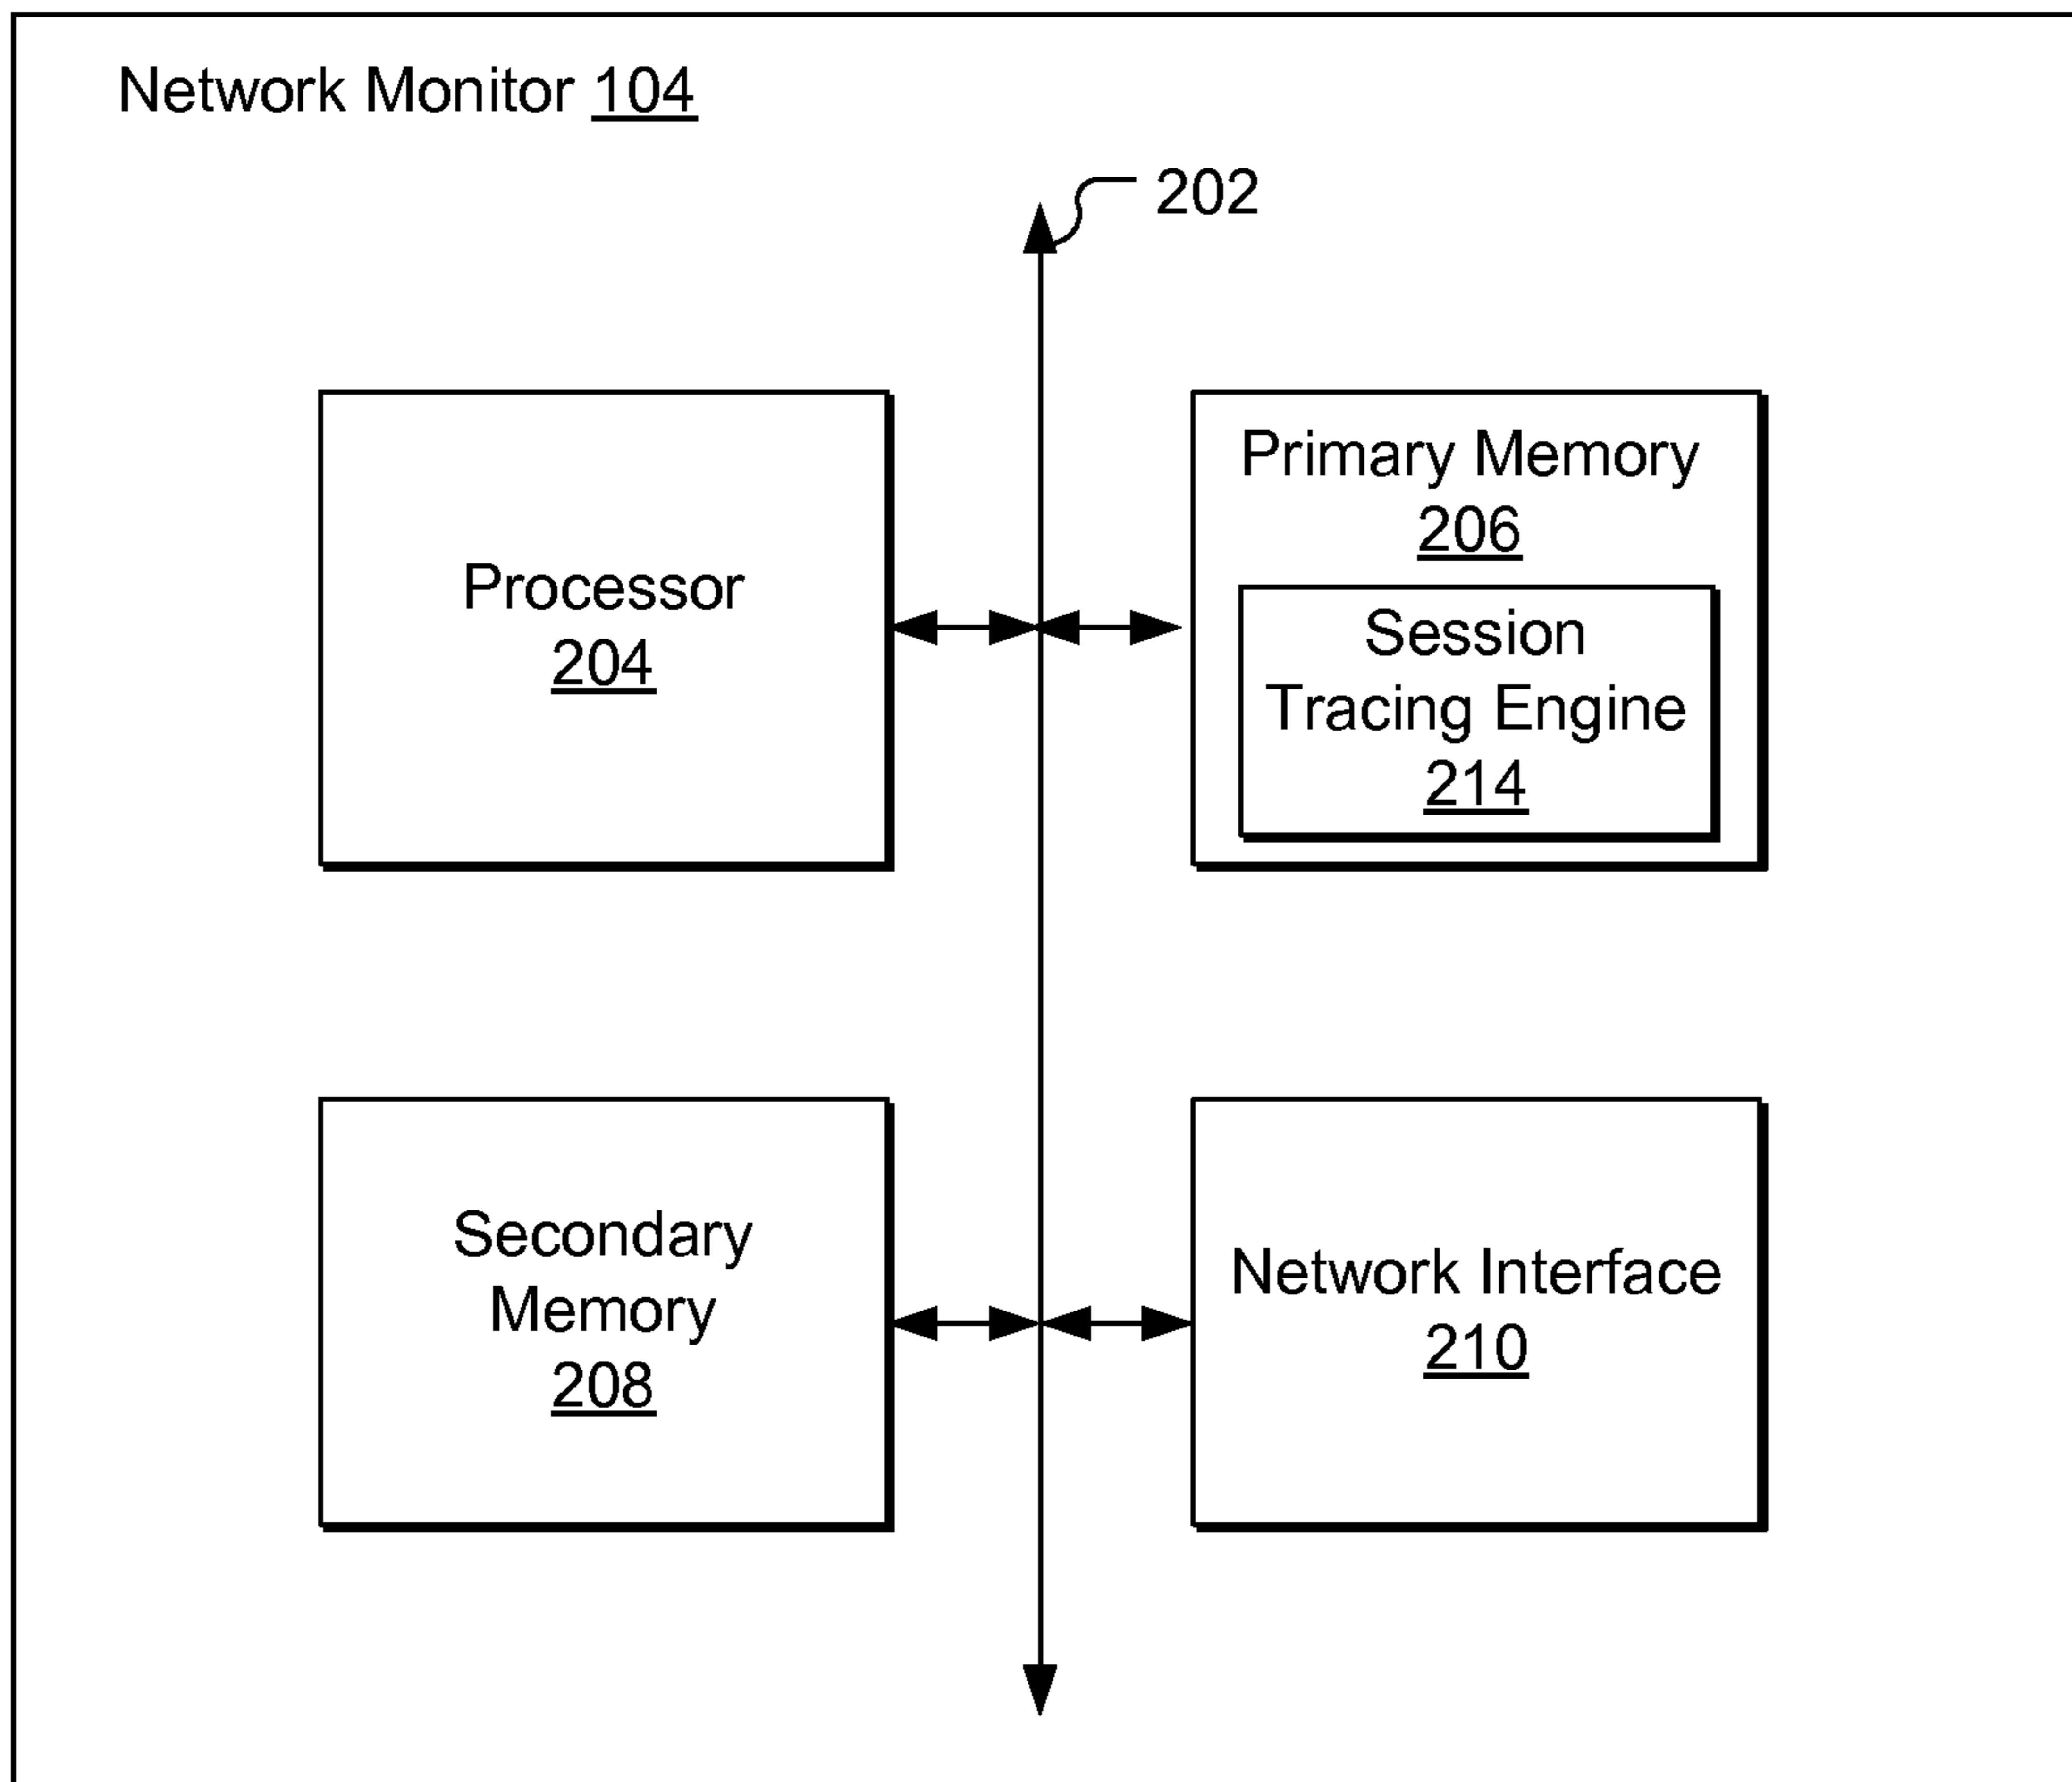 Network Monitor 104
202
Processor
204
Primary Memory
206
Session
Tracing Engine
214
Secondary
Memory
208
Network Interface
210